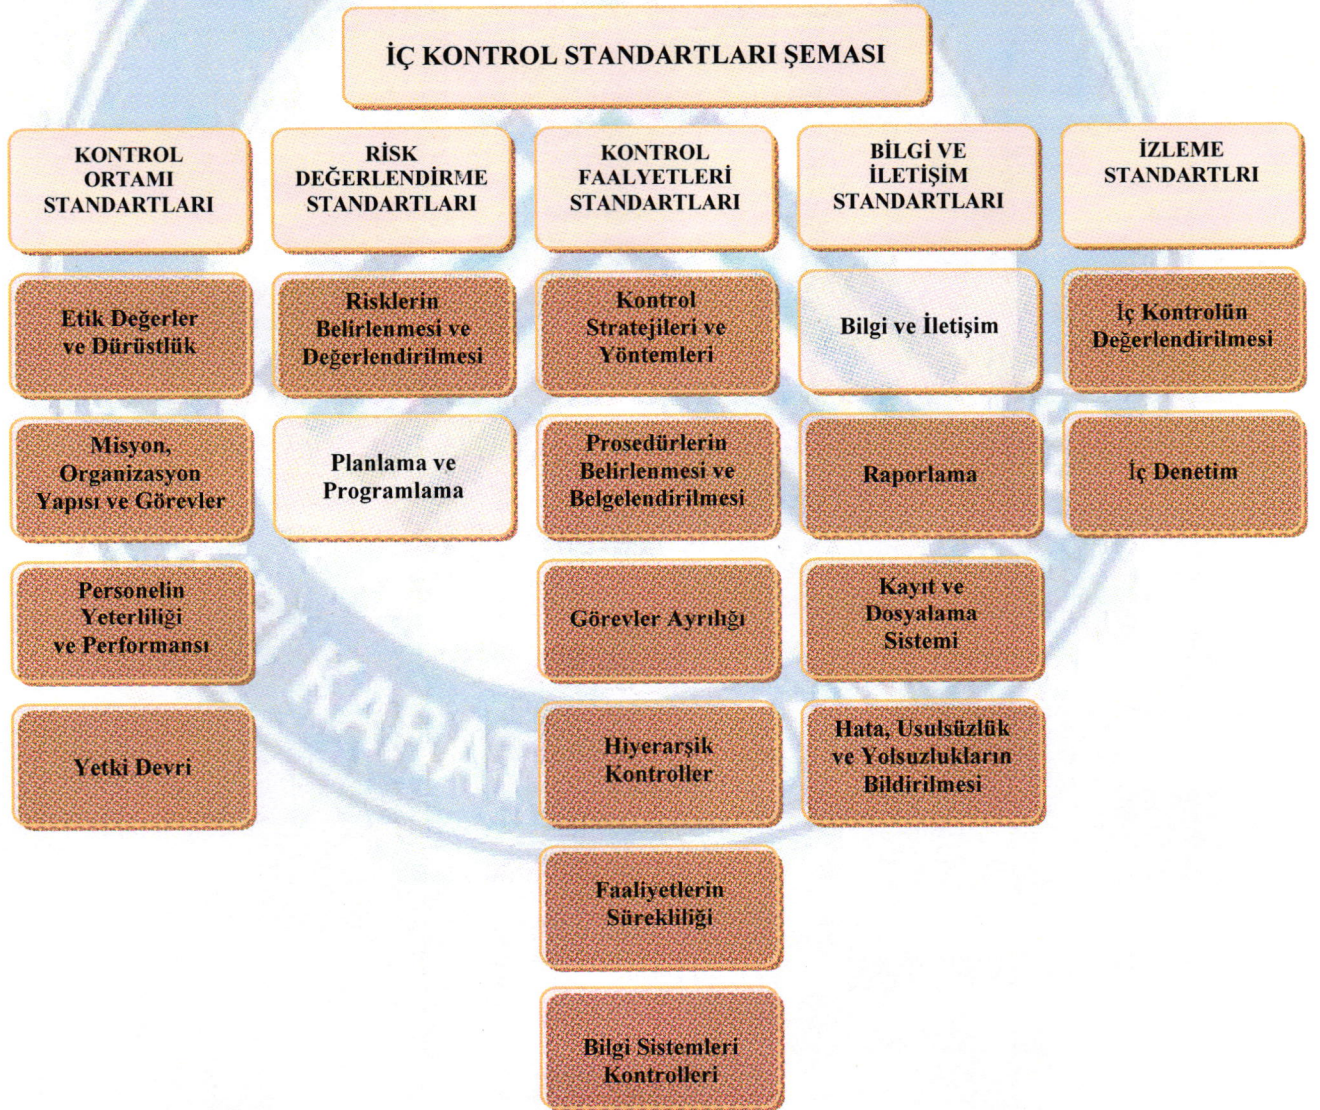 İÇ KONTROL STANDARTLARI ŞEMASI
KONTROL
ORTAMI
STANDARTLARI
Etik Değerler
ve Dürüstlük
Misyon,
Organizasyon
Yapısı ve Görevler
Personelin
Yeterliliği
ve Performansı
Yetki Devri
RİSK
DEĞERLENDİRME
STANDARTLARI
Risklerin
Belirlenmesi ve
Değerlendirilmesi
Planlama ve
Programlama
KONTROL
FAALYETLERİ
STANDARTLARI
Kontrol
Stratejileri ve
Yöntemleri
Prosedürlerin
Belirlenmesi ve
Belgelendirilmesi
Görevler Ayrılığı
Hiyerarşik
Kontroller
Faaliyetlerin
Sürekliliği
Bilgi Sistemleri
Kontrolleri
BİLGİ VE
İLETİŞİM
STANDARTLARI
Bilgi ve İletişim
Raporlama
Kayıt ve
Dosyalama
Sistemi
Hata, Usulsüzlük
ve Yolsuzlukların
Bildirilmesi
İZLEME
STANDARTLRI
İç Kontrolün
Değerlendirilmesi
İç Denetim